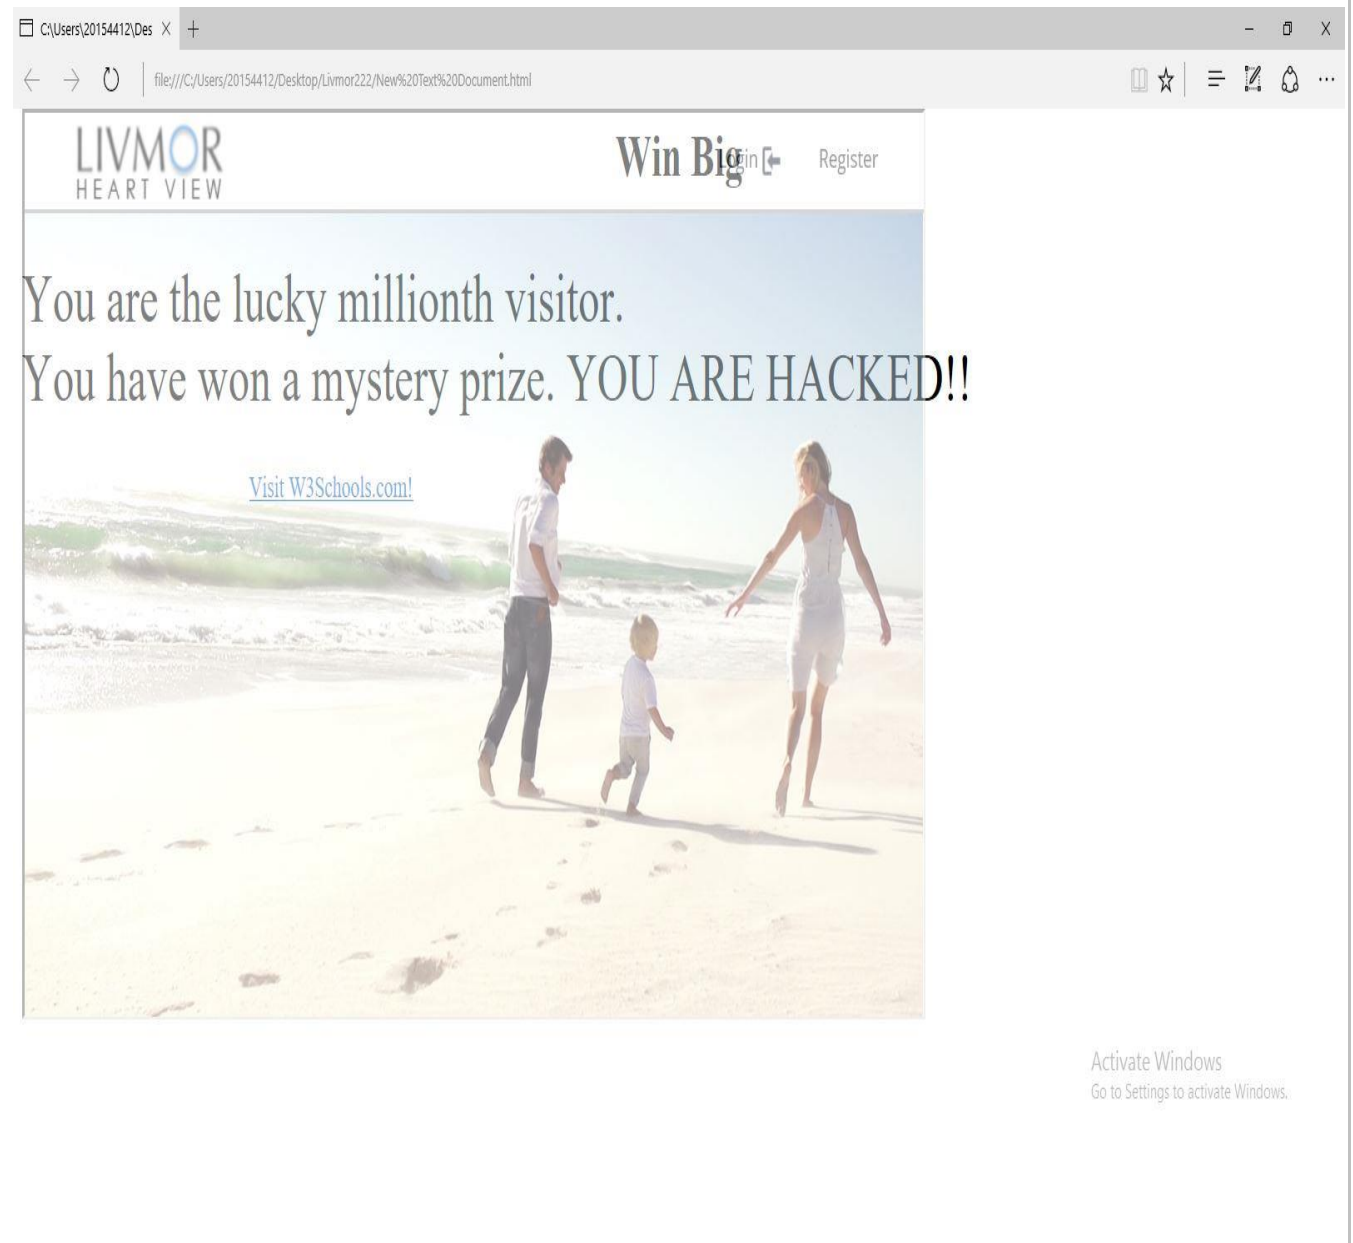 C:\Users\20154412\Des
file:///C:/Users/20154412/Desktop/Livmor222/New%20Text%20Document.html
LIVMOR
HEART VIEW
Win Big
Login
Register
You are the lucky millionth visitor.
You have won a mystery prize. YOU ARE HACKED!!
Visit W3Schools.com!
Activate Windows
Go to Settings to activate Windows.